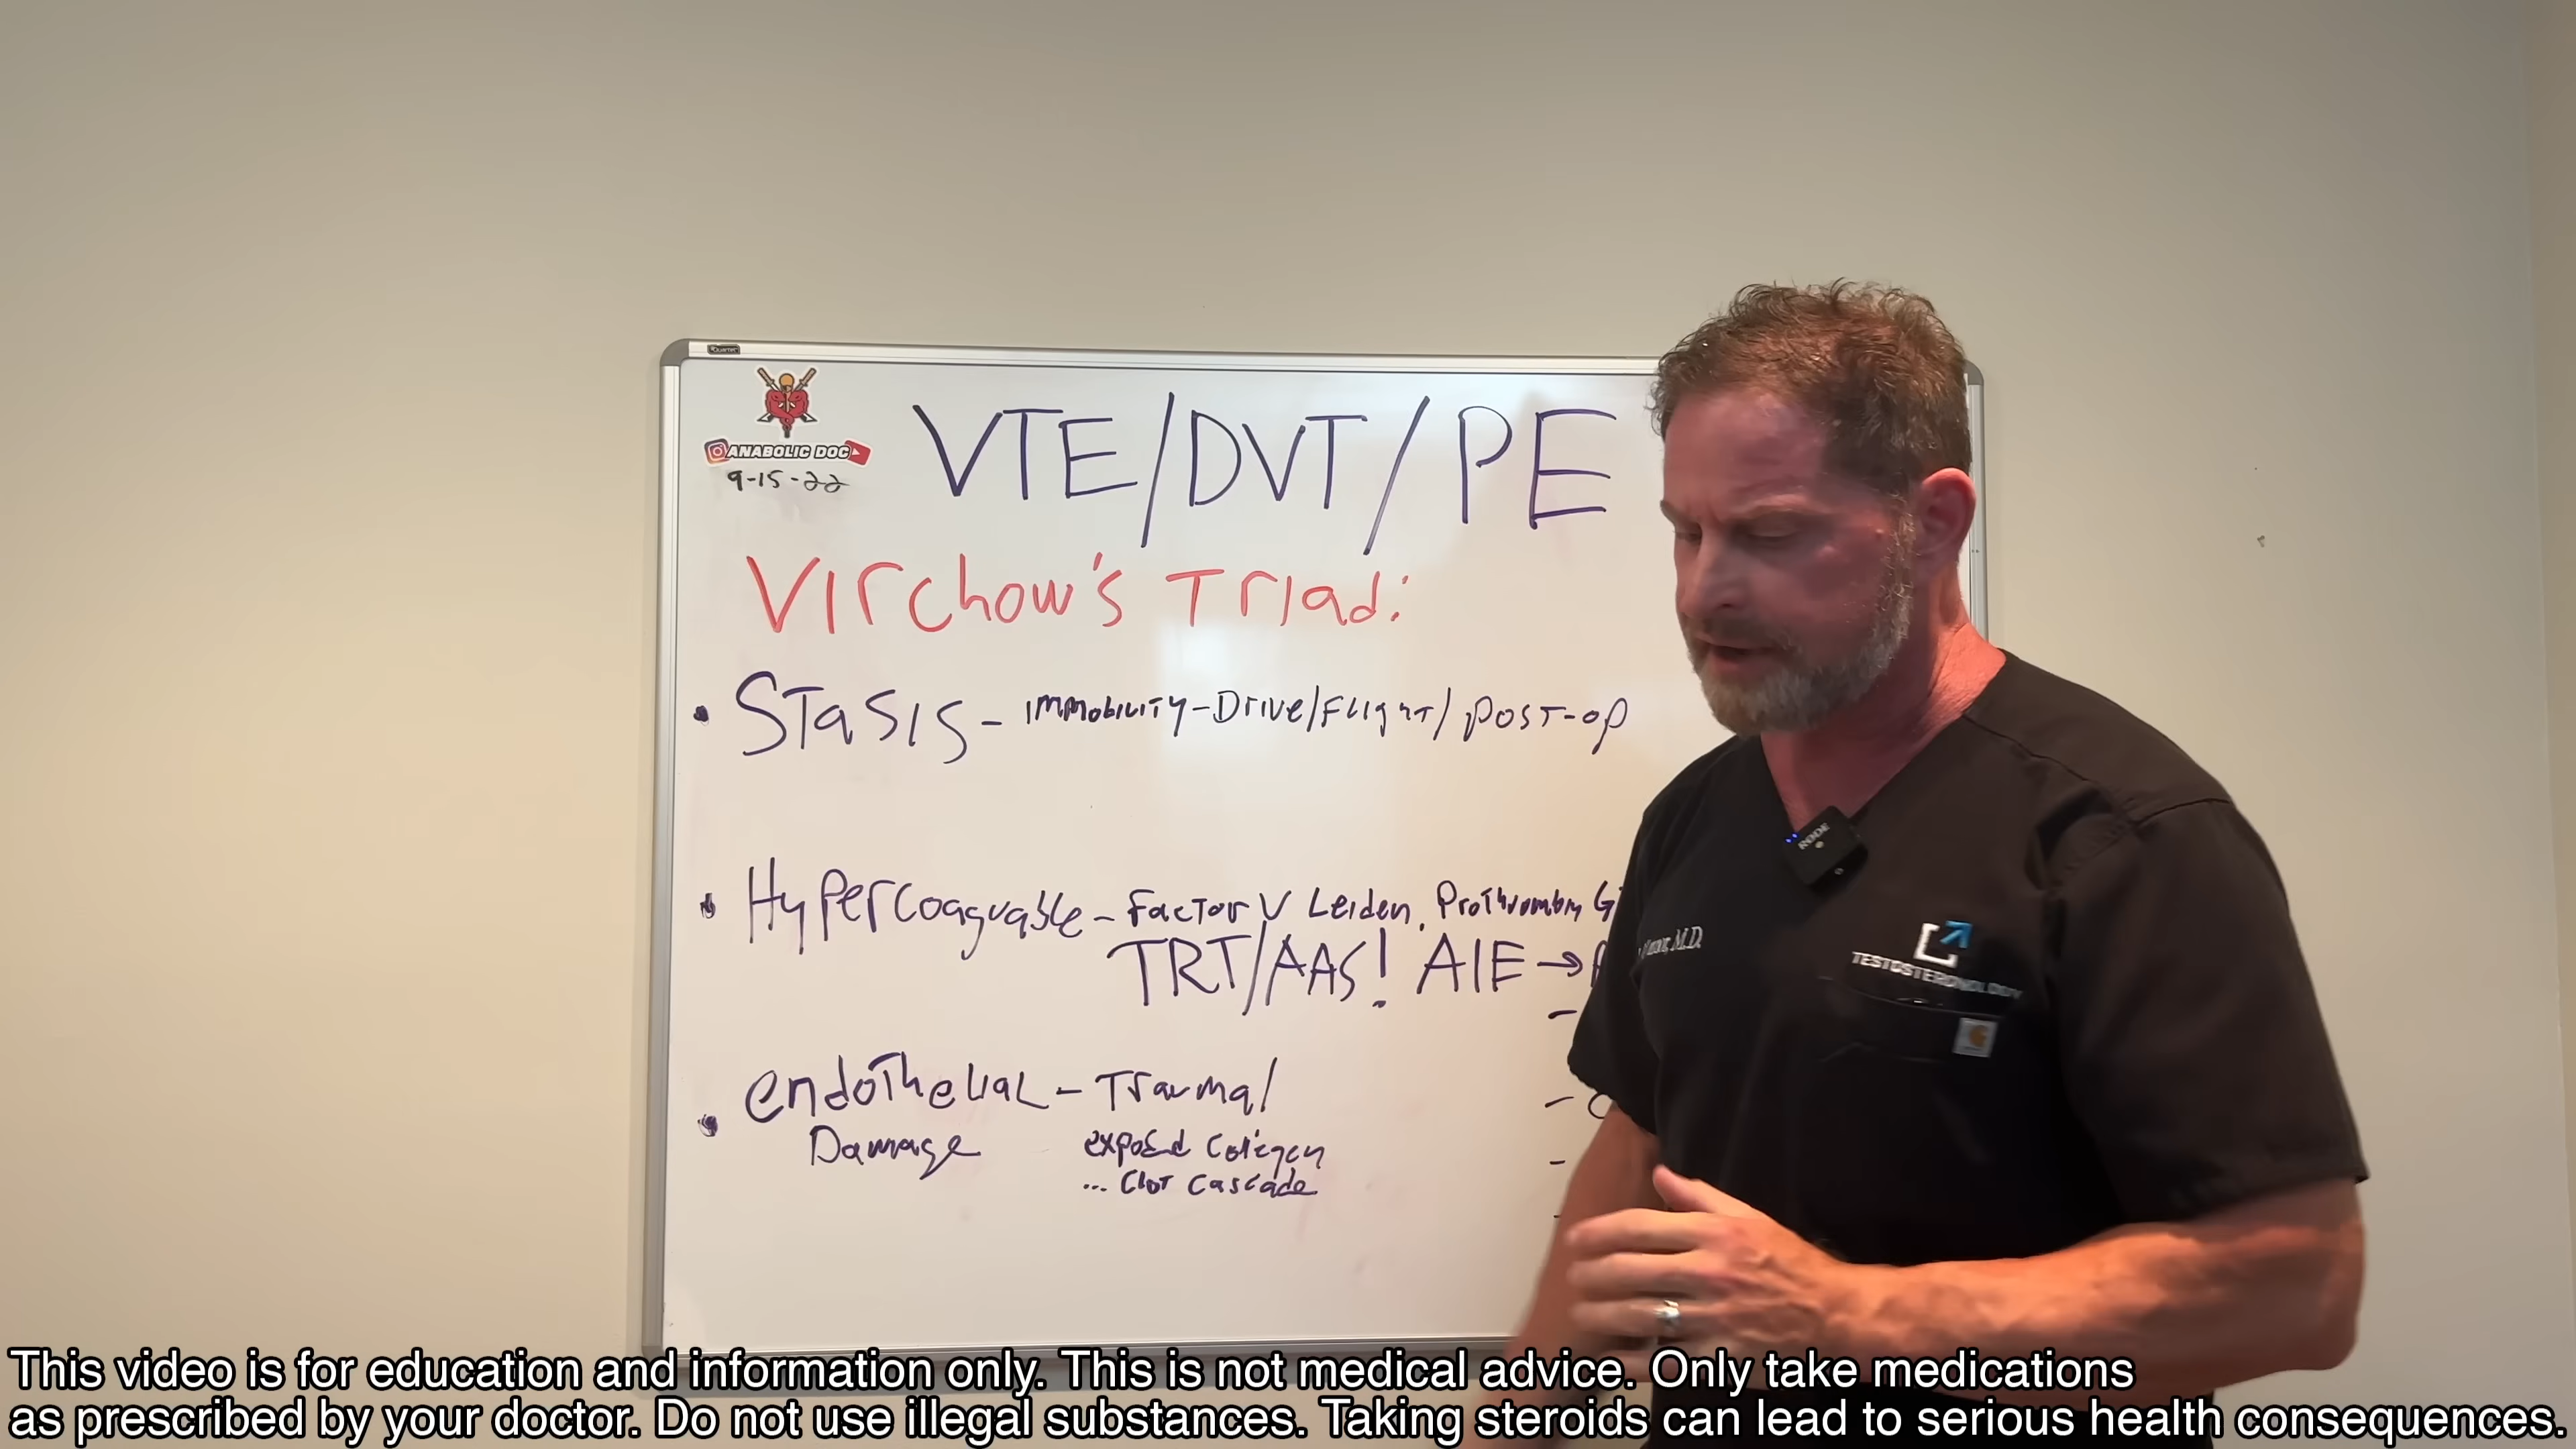 ANABOLIC DOC
9-15-22
VTE/DVT/PE
Virchow's Triad:
• Stasis - immobility - Drive/Flight/post-op
• Hypercoaguable - Factor V Leiden, Prothrombin G
TRT/AAS! AIE →
• endothelial - Trauma/
Damage
exposed Collegen
... Clot Cascade
RODE
M.D.
TESTOSTERONOLOGY
This video is for education and information only. This is not medical advice. Only take medications
as prescribed by your doctor. Do not use illegal substances. Taking steroids can lead to serious health consequences.